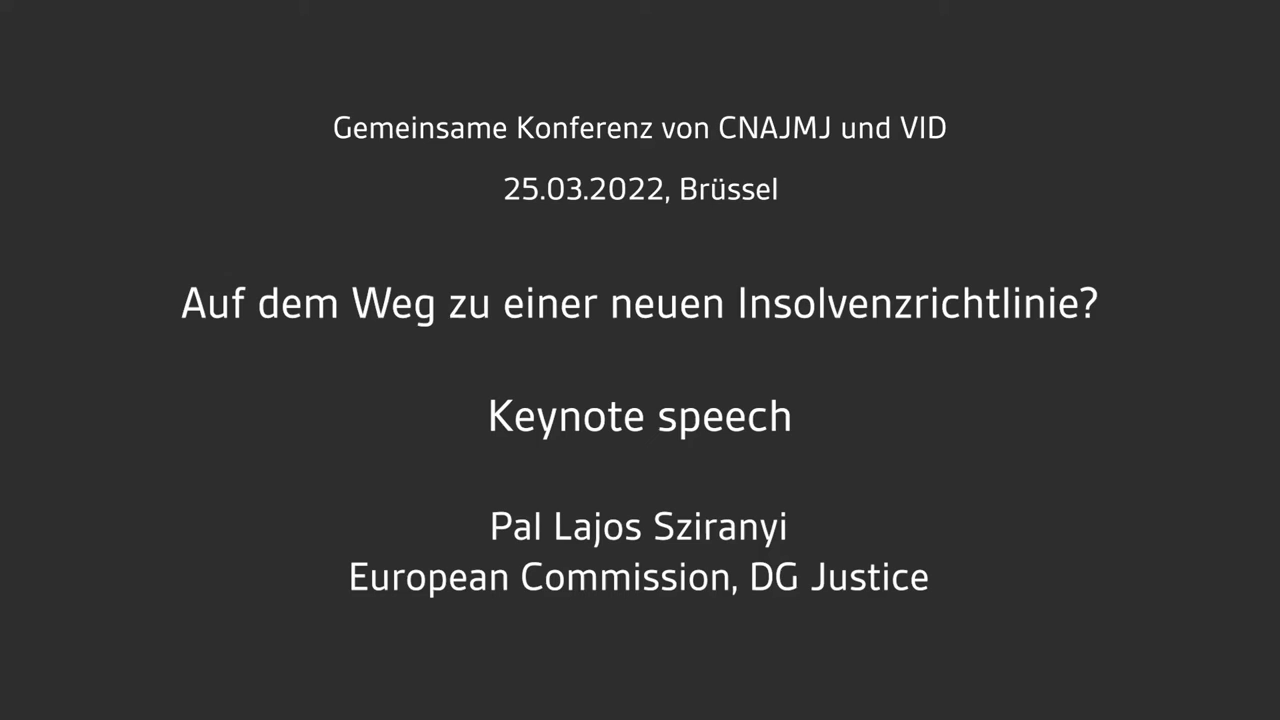 Gemeinsame Konferenz von CNAJMJ und VID
25.03.2022, Brüssel
Auf dem Weg zu einer neuen Insolvenzrichtlinie?
Keynote speech
Pal Lajos Sziranyi
European Commission, DG Justice